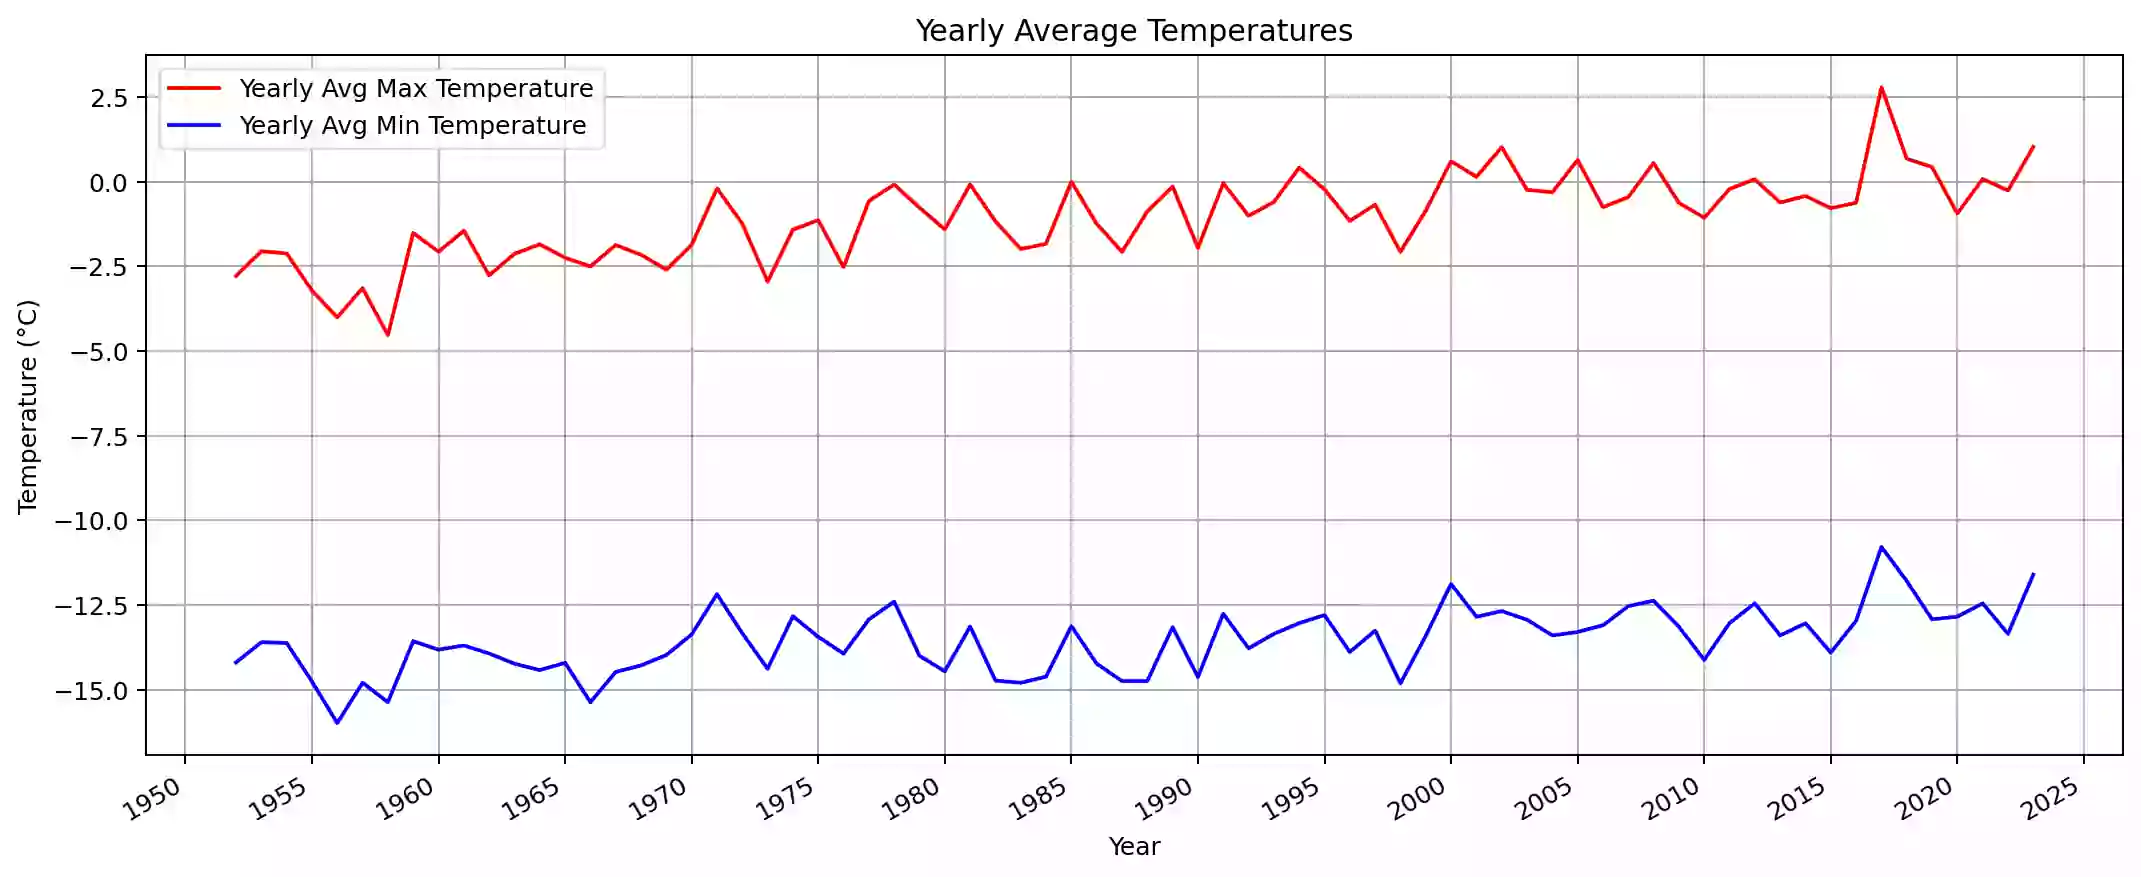 Yearly Average Temperatures
Yearly Avg Max Temperature
Yearly Avg Min Temperature
2.5
0.0
−2.5
−5.0
−7.5
−10.0
−12.5
−15.0
Temperature (°C)
1950 1955 1960 1965 1970 1975 1980 1985 1990 1995 2000 2005 2010 2015 2020 2025
Year